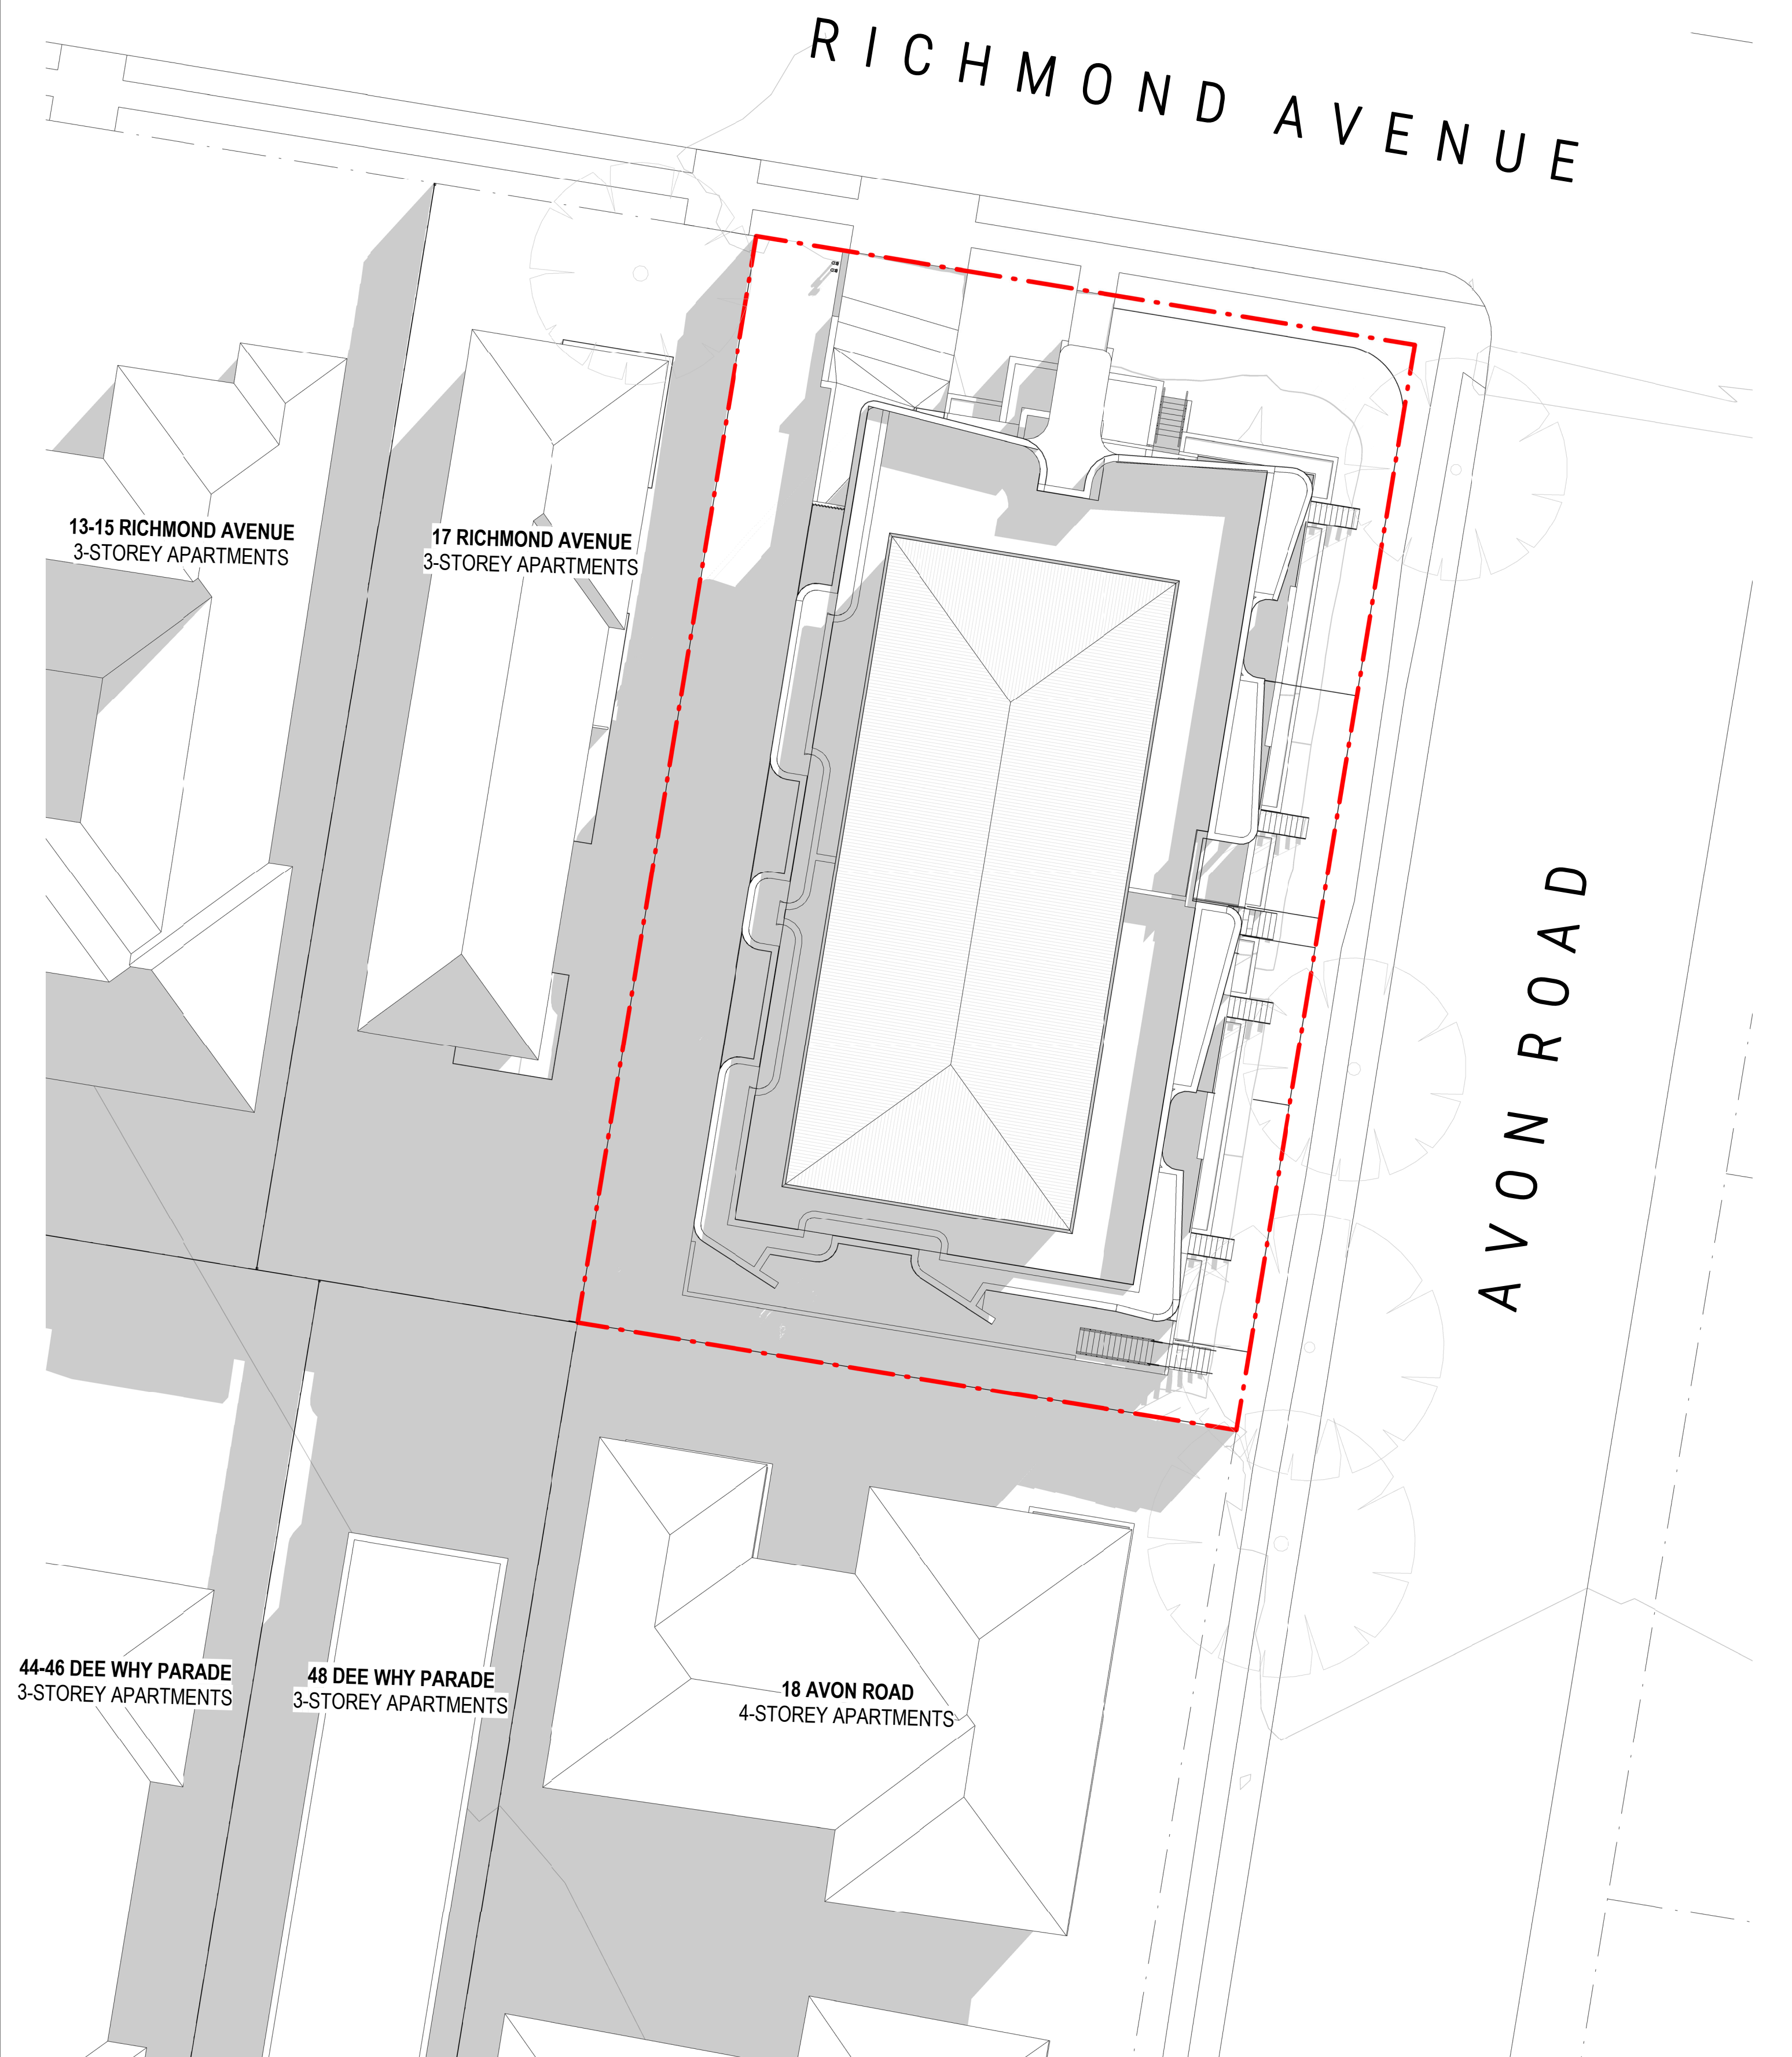 RICHMOND AVENUE
13-15 RICHMOND AVENUE
3-STOREY APARTMENTS
17 RICHMOND AVENUE
3-STOREY APARTMENTS
AVON ROAD
44-46 DEE WHY PARADE
3-STOREY APARTMENTS
48 DEE WHY PARADE
3-STOREY APARTMENTS
18 AVON ROAD
4-STOREY APARTMENTS